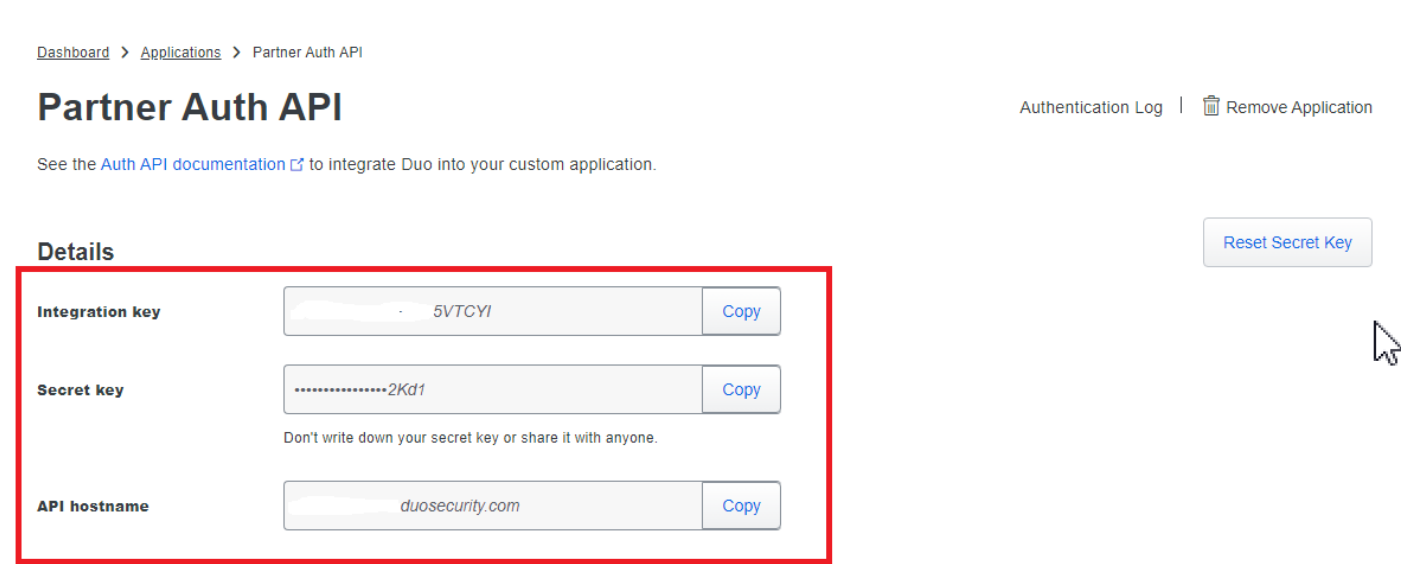 Dashboard > Applications > Partner Auth API
Partner Auth API
Authentication Log | Remove Application
See the Auth API documentation to integrate Duo into your custom application.
Reset Secret Key
Details
Integration key 5VTCYI Copy
Secret key ••••••••••••••••2Kd1 Copy
Don't write down your secret key or share it with anyone.
API hostname duosecurity.com Copy